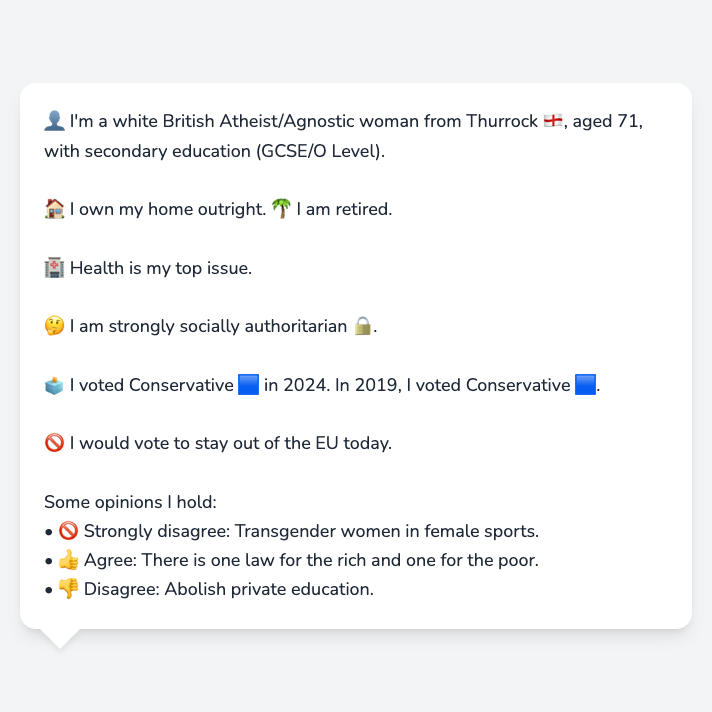 👤 I'm a white British Atheist/Agnostic woman from Thurrock 🏴󠁧󠁢󠁥󠁮󠁧󠁿, aged 71,
with secondary education (GCSE/O Level).
🏠 I own my home outright. 🌴 I am retired.
🏥 Health is my top issue.
🤔 I am strongly socially authoritarian 🔒.
🗳️ I voted Conservative 🟦 in 2024. In 2019, I voted Conservative 🟦.
🚫 I would vote to stay out of the EU today.
Some opinions I hold:
• 🚫 Strongly disagree: Transgender women in female sports.
• 👍 Agree: There is one law for the rich and one for the poor.
• 👎 Disagree: Abolish private education.